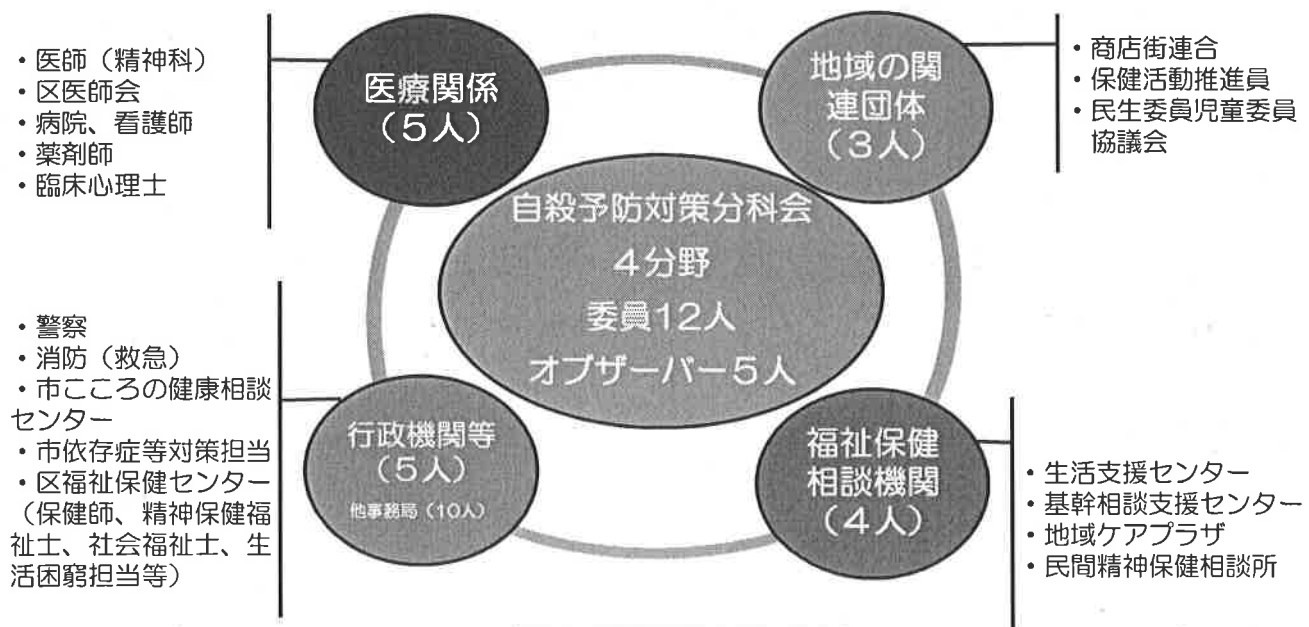 ・医師（精神科）
・区医師会
・病院、看護師
・薬剤師
・臨床心理士
医療関係
（５人）
地域の関
連団体
（３人）
・商店街連合
・保健活動推進員
・民生委員児童委員
協議会
自殺予防対策分科会
４分野
委員12人
オブザーバー５人
・警察
・消防（救急）
・市こころの健康相談
センター
・市依存症等対策担当
・区福祉保健センター
（保健師、精神保健福
祉士、社会福祉士、生
活困窮担当等）
行政機関等
（５人）
他事務局（10人）
福祉保健
相談機関
（４人）
・生活支援センター
・基幹相談支援センター
・地域ケアプラザ
・民間精神保健相談所